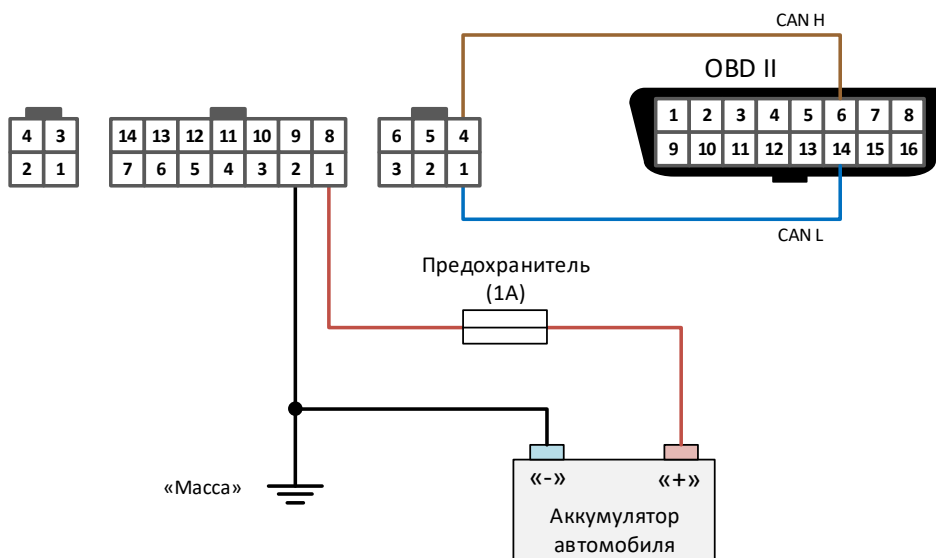 CAN H
OBD II
4 3
2 1
14 13 12 11 10 9 8
7 6 5 4 3 2 1
6 5 4
3 2 1
1 2 3 4 5 6 7 8
9 10 11 12 13 14 15 16
CAN L
Предохранитель
(1А)
«Масса»
«-» «+»
Аккумулятор
автомобиля